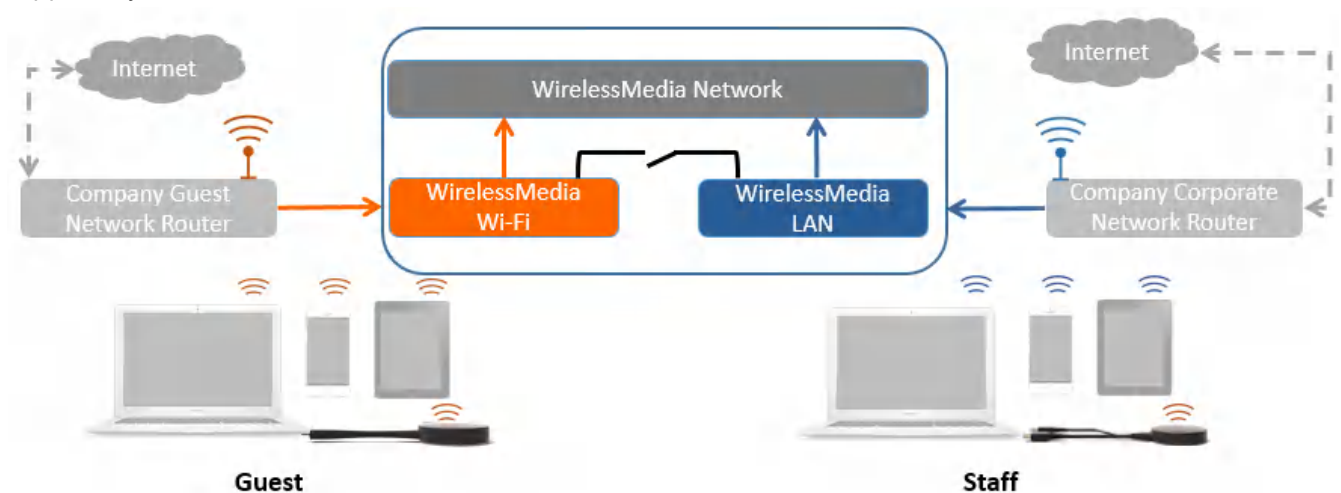 Internet
Internet
WirelessMedia Network
Company Guest
Network Router
WirelessMedia
Wi-Fi
WirelessMedia
LAN
Company Corporate
Network Router
Guest
Staff